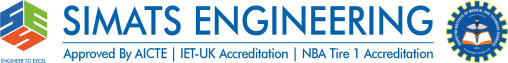 SIMATS ENGINEERING
Approved By AICTE | IET-UK Accreditation | NBA Tire 1 Accreditation
ENGINEER TO EXCEL